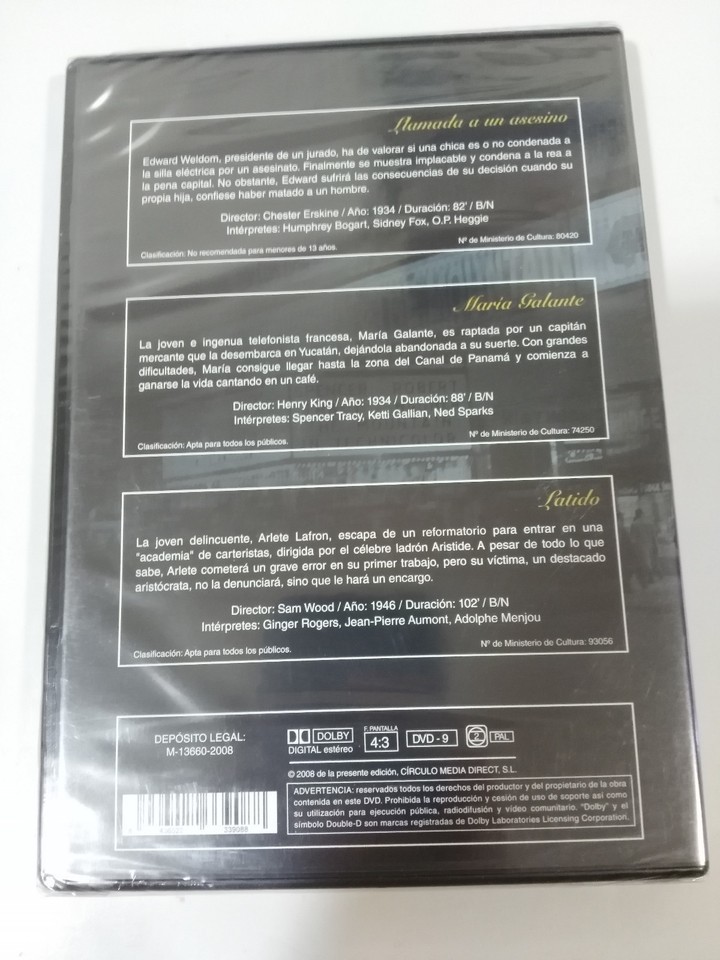 Llamada a un asesino
Edward Weldom, presidente de un jurado, ha de valorar si una chica es o no condenada a
la silla eléctrica por un asesinato. Finalmente se muestra implacable y condena a la rea a
la pena capital. No obstante, Edward sufrirá las consecuencias de su decisión cuando su
propia hija, confiese haber matado a un hombre.
Director: Chester Erskine / Año: 1934 / Duración: 82' / B/N
Intérpretes: Humphrey Bogart, Sidney Fox, O.P. Heggie
Clasificación: No recomendada para menores de 13 años.
Nº de Ministerio de Cultura: 80420
María Galante
La joven e ingenua telefonista francesa, María Galante, es raptada por un capitán
mercante que la desembarca en Yucatán, dejándola abandonada a su suerte. Con grandes
dificultades, María consigue llegar hasta la zona del Canal de Panamá y comienza a
ganarse la vida cantando en un café.
Director: Henry King / Año: 1934 / Duración: 88' / B/N
Intérpretes: Spencer Tracy, Ketti Gallian, Ned Sparks
Clasificación: Apta para todos los públicos.
Nº de Ministerio de Cultura: 74250
Latido
La joven delincuente, Arlete Lafron, escapa de un reformatorio para entrar en una
"academia" de carteristas, dirigida por el célebre ladrón Aristide. A pesar de todo lo que
sabe, Arlete cometerá un grave error en su primer trabajo, pero su víctima, un destacado
aristócrata, no la denunciará, sino que le hará un encargo.
Director: Sam Wood / Año: 1946 / Duración: 102' / B/N
Intérpretes: Ginger Rogers, Jean-Pierre Aumont, Adolphe Menjou
Clasificación: Apta para todos los públicos.
Nº de Ministerio de Cultura: 93056
DEPÓSITO LEGAL:
M-13660-2008
DOLBY
DIGITAL estéreo
F. PANTALLA
4:3
DVD - 9
2
PAL
© 2008 de la presente edición, CÍRCULO MEDIA DIRECT, S.L.
ADVERTENCIA: reservados todos los derechos del productor y del propietario de la obra
contenida en este DVD. Prohibida la reproducción y cesión de uso de soporte así como
su utilización para ejecución pública, radiodifusión y vídeo comunitario. "Dolby" y el
símbolo Double-D son marcas registradas de Dolby Laboratories Licensing Corporation.
339088